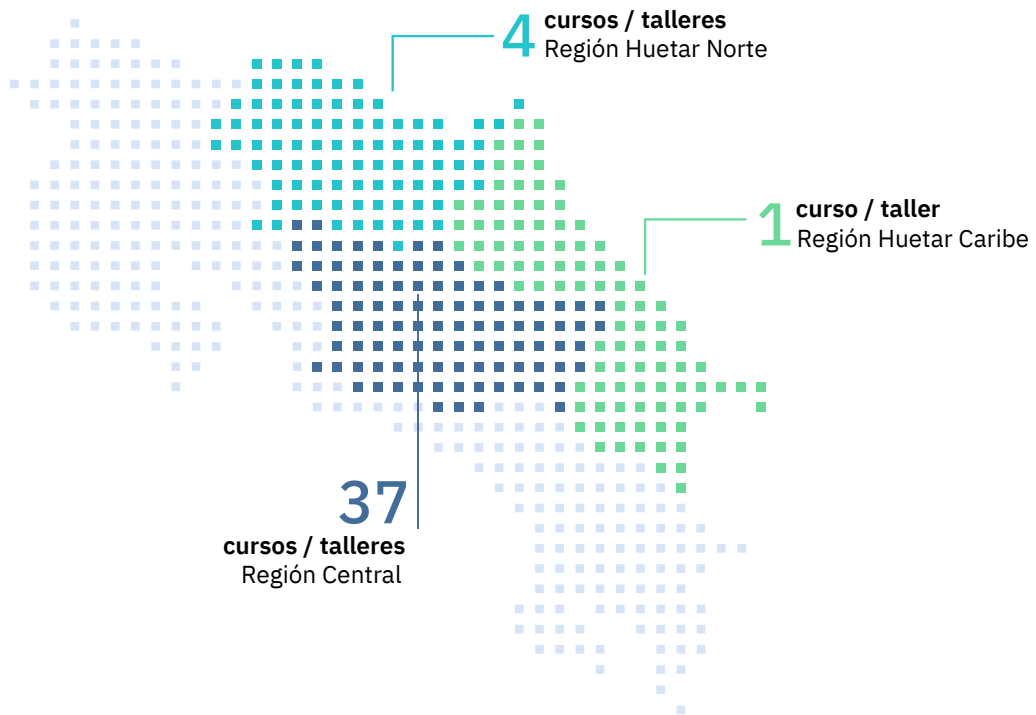 4 cursos / talleres
Región Huetar Norte
1 curso / taller
Región Huetar Caribe
37
cursos / talleres
Región Central